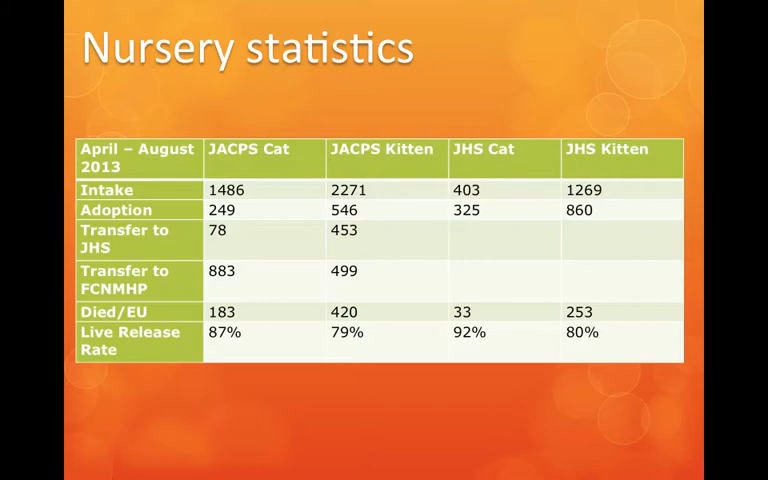 Nursery statistics
April – August 2013 JACPS Cat JACPS Kitten JHS Cat JHS Kitten
Intake 1486 2271 403 1269
Adoption 249 546 325 860
Transfer to JHS 78 453
Transfer to FCNMHP 883 499
Died/EU 183 420 33 253
Live Release Rate 87% 79% 92% 80%